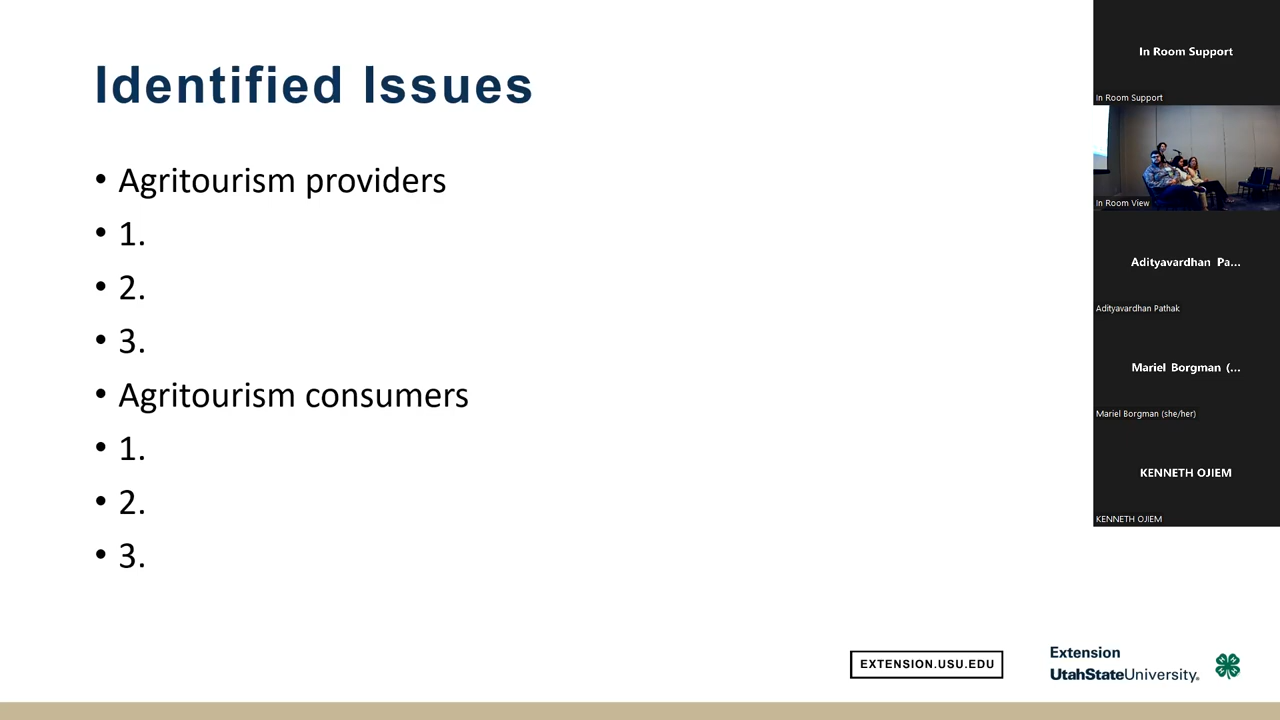 Identified Issues
• Agritourism providers
• 1.
• 2.
• 3.
• Agritourism consumers
• 1.
• 2.
• 3.
EXTENSION.USU.EDU
Extension
UtahStateUniversity®
In Room Support
In Room Support
In Room View
Adityavardhan Pa...
Adityavardhan Pathak
Mariel Borgman (...
Mariel Borgman (she/her)
KENNETH OJIEM
KENNETH OJIEM